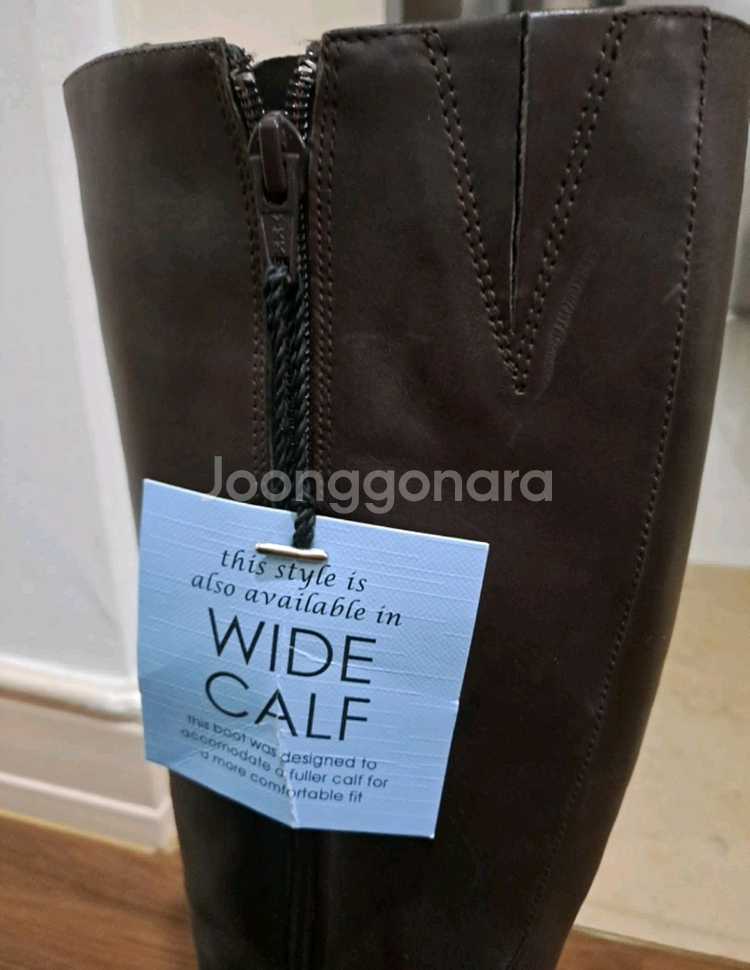 Joonggonara
this style is
also available in
WIDE
CALF
this boot was designed to
accomodate a fuller calf for
a more comfortable fit